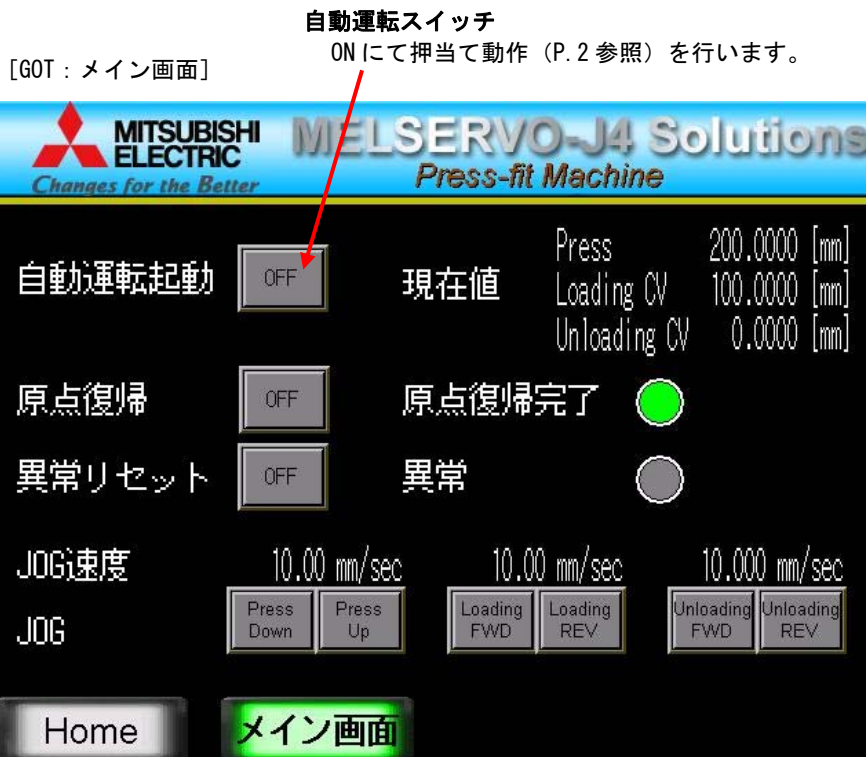 自動運転スイッチ
ONにて押当て動作（P.2参照）を行います。
[GOT：メイン画面]
MITSUBISHI ELECTRIC
Changes for the Better
MELSERVO-J4 Solutions
Press-fit Machine
自動運転起動 OFF 現在値
Press 200.0000 [mm]
Loading CV 100.0000 [mm]
Unloading CV 0.0000 [mm]
原点復帰 OFF 原点復帰完了
異常リセット OFF 異常
JOG速度 10.00 mm/sec 10.00 mm/sec 10.000 mm/sec
JOG Press Down Press Up Loading FWD Loading REV Unloading FWD Unloading REV
Home メイン画面